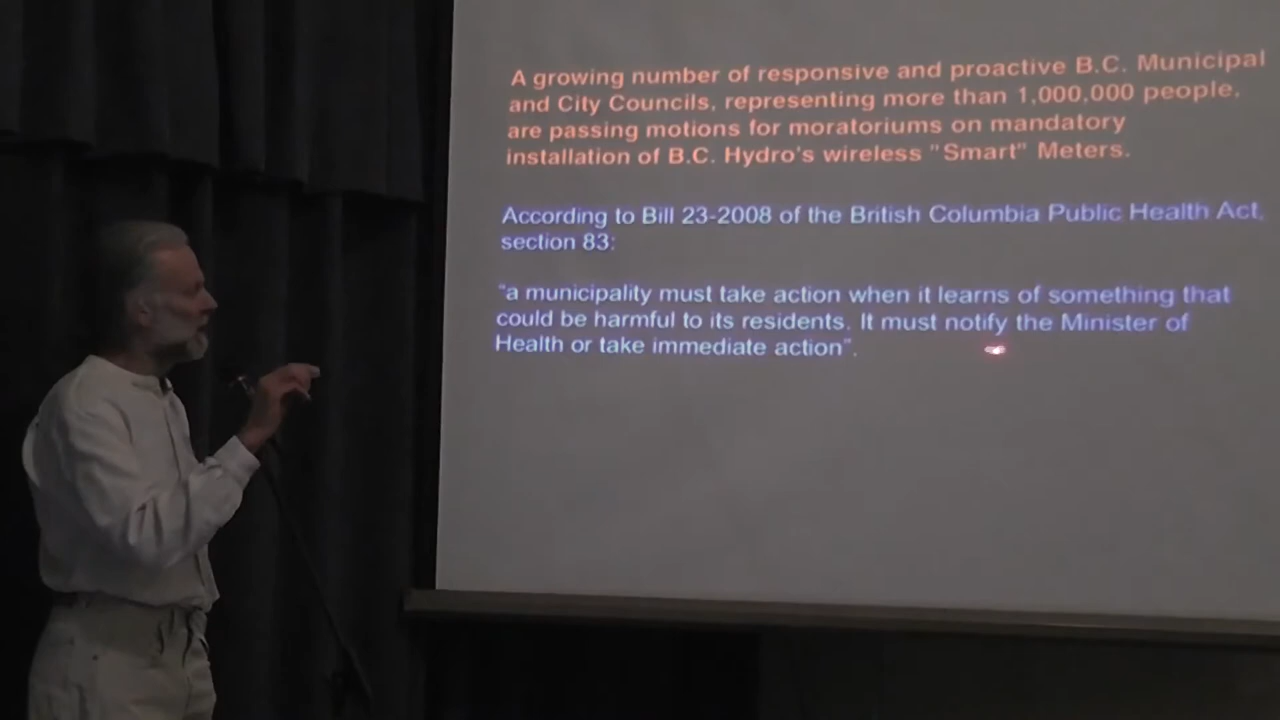 A growing number of responsive and proactive B.C. Municipal
and City Councils, representing more than 1,000,000 people,
are passing motions for moratoriums on mandatory
installation of B.C. Hydro's wireless "Smart" Meters.
According to Bill 23-2008 of the British Columbia Public Health Act,
section 83:
"a municipality must take action when it learns of something that
could be harmful to its residents. It must notify the Minister of
Health or take immediate action".